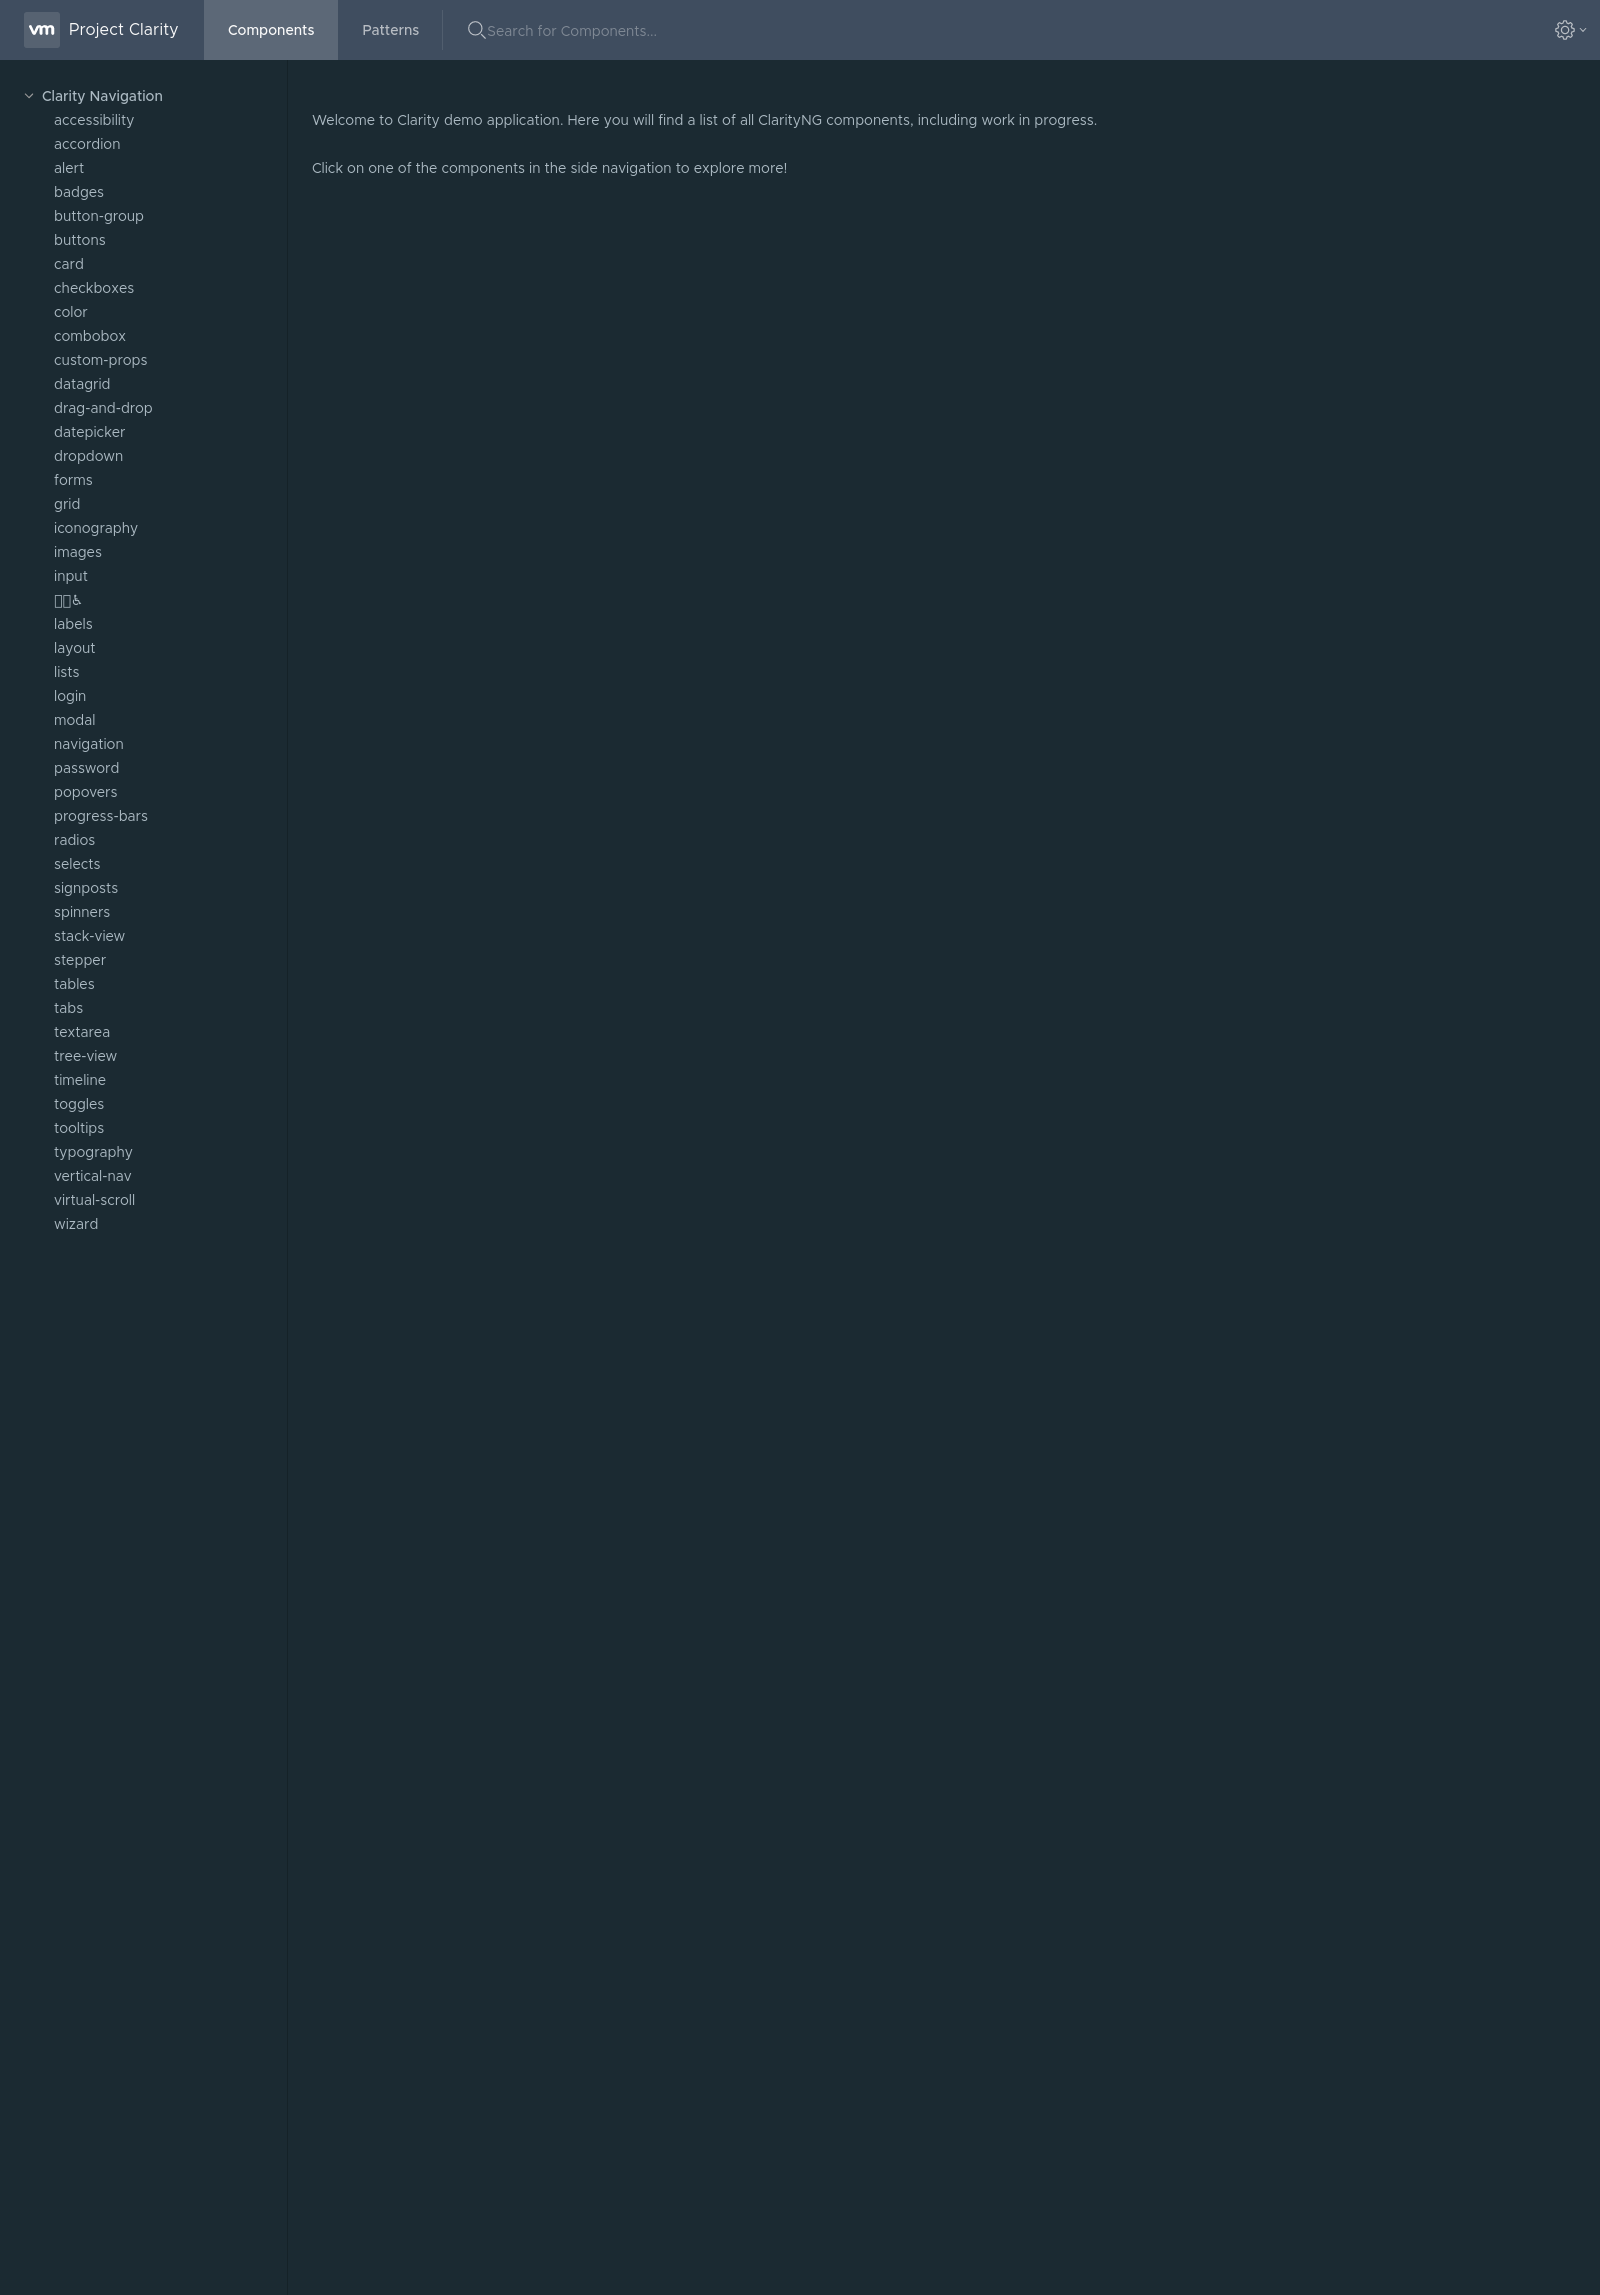 vm Project Clarity
Components
Patterns
Search for Components...
Clarity Navigation
accessibility
accordion
alert
badges
button-group
buttons
card
checkboxes
color
combobox
custom-props
datagrid
drag-and-drop
datepicker
dropdown
forms
grid
iconography
images
input
♿
labels
layout
lists
login
modal
navigation
password
popovers
progress-bars
radios
selects
signposts
spinners
stack-view
stepper
tables
tabs
textarea
tree-view
timeline
toggles
tooltips
typography
vertical-nav
virtual-scroll
wizard
Welcome to Clarity demo application. Here you will find a list of all ClarityNG components, including work in progress.
Click on one of the components in the side navigation to explore more!